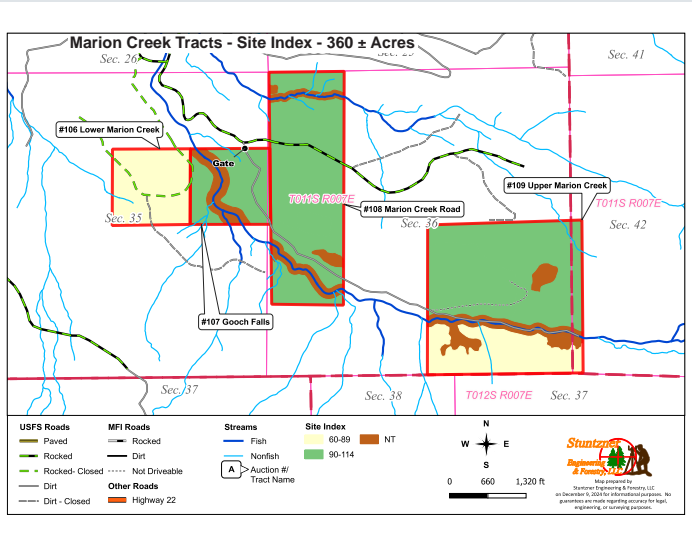 Marion Creek Tracts - Site Index - 360 ± Acres
Sec. 26
Sec. 25
Sec. 41
#106 Lower Marion Creek
Gate
#109 Upper Marion Creek
T011S R007E
T011S R007E
#108 Marion Creek Road
Sec. 35
Sec. 36
Sec. 42
#107 Gooch Falls
Sec. 37
Sec. 38
T012S R007E
Sec. 37
USFS Roads
Paved
Rocked
Rocked- Closed
Dirt
Dirt - Closed
MFI Roads
Rocked
Dirt
Not Driveable
Other Roads
Highway 22
Streams
Fish
Nonfish
A
Auction #/
Tract Name
Site Index
60-89
90-114
NT
N
W
E
S
0
660
1,320 ft
Stuntzner
Engineering
& Forestry, LLC
Map prepared by
Stuntzner Engineering & Forestry, LLC
on December 9, 2024 for informational purposes. No
guarantees are made regarding accuracy for legal,
engineering, or surveying purposes.